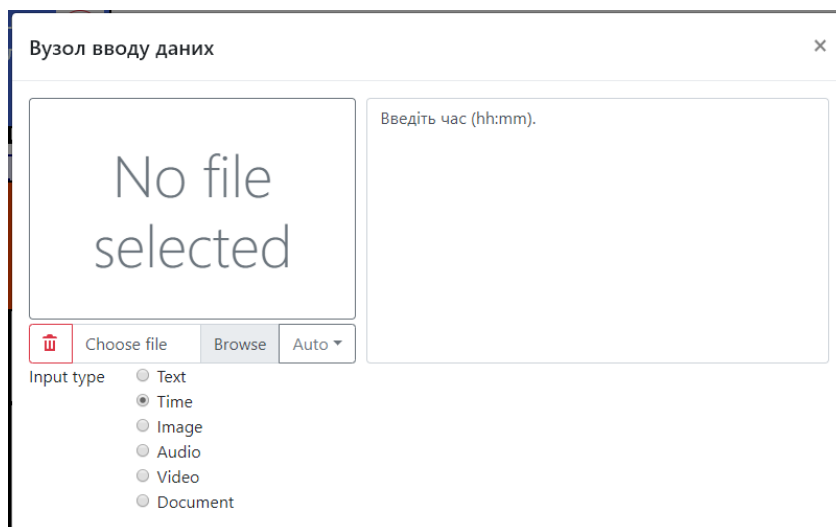 Вузол вводу даних
×
No file
selected
Введіть час (hh:mm).
Choose file Browse Auto
Input type
Text
Time
Image
Audio
Video
Document